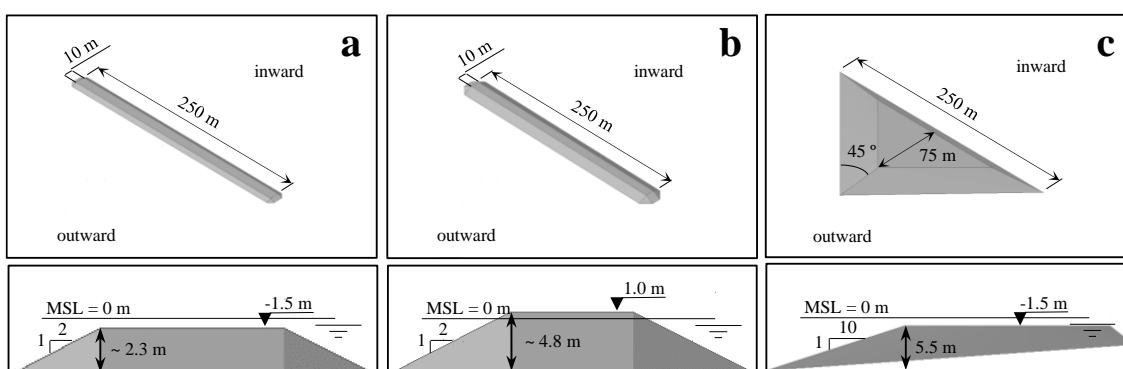 a
10 m
inward
250 m
outward
MSL = 0 m
-1.5 m
2
1
~ 2.3 m
b
10 m
inward
250 m
outward
MSL = 0 m
1.0 m
2
1
~ 4.8 m
c
inward
250 m
45 º
75 m
outward
MSL = 0 m
-1.5 m
10
1
5.5 m